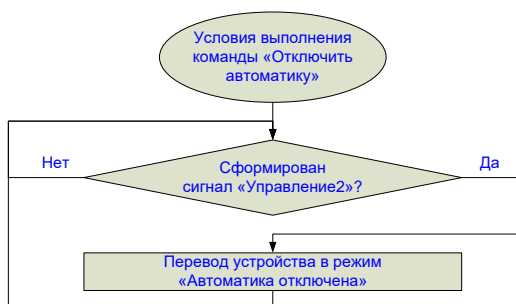 Условия выполнения
команды «Отключить
автоматику»
Нет
Да
Сформирован
сигнал «Управление2»?
Перевод устройства в режим
«Автоматика отключена»